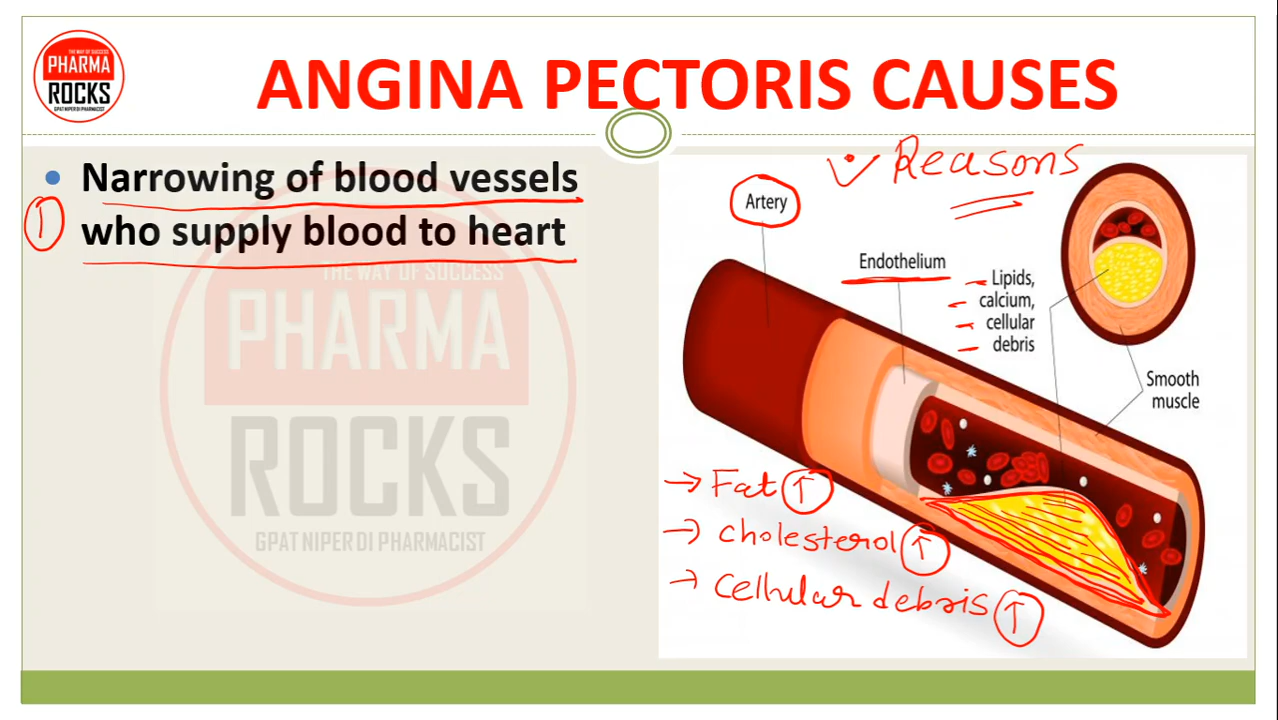 THE WAY OF SUCCESS
PHARMA
ROCKS
GPAT NIPER DI PHARMACIST
ANGINA PECTORIS CAUSES
• Narrowing of blood vessels
① who supply blood to heart
THE WAY OF SUCCESS
PHARMA
ROCKS
GPAT NIPER DI PHARMACIST
Reasons
Artery
Endothelium
Lipids,
calcium,
cellular
debris
Smooth
muscle
→ Fat ↑
→ cholesterol ↑
→ cellular debris ↑